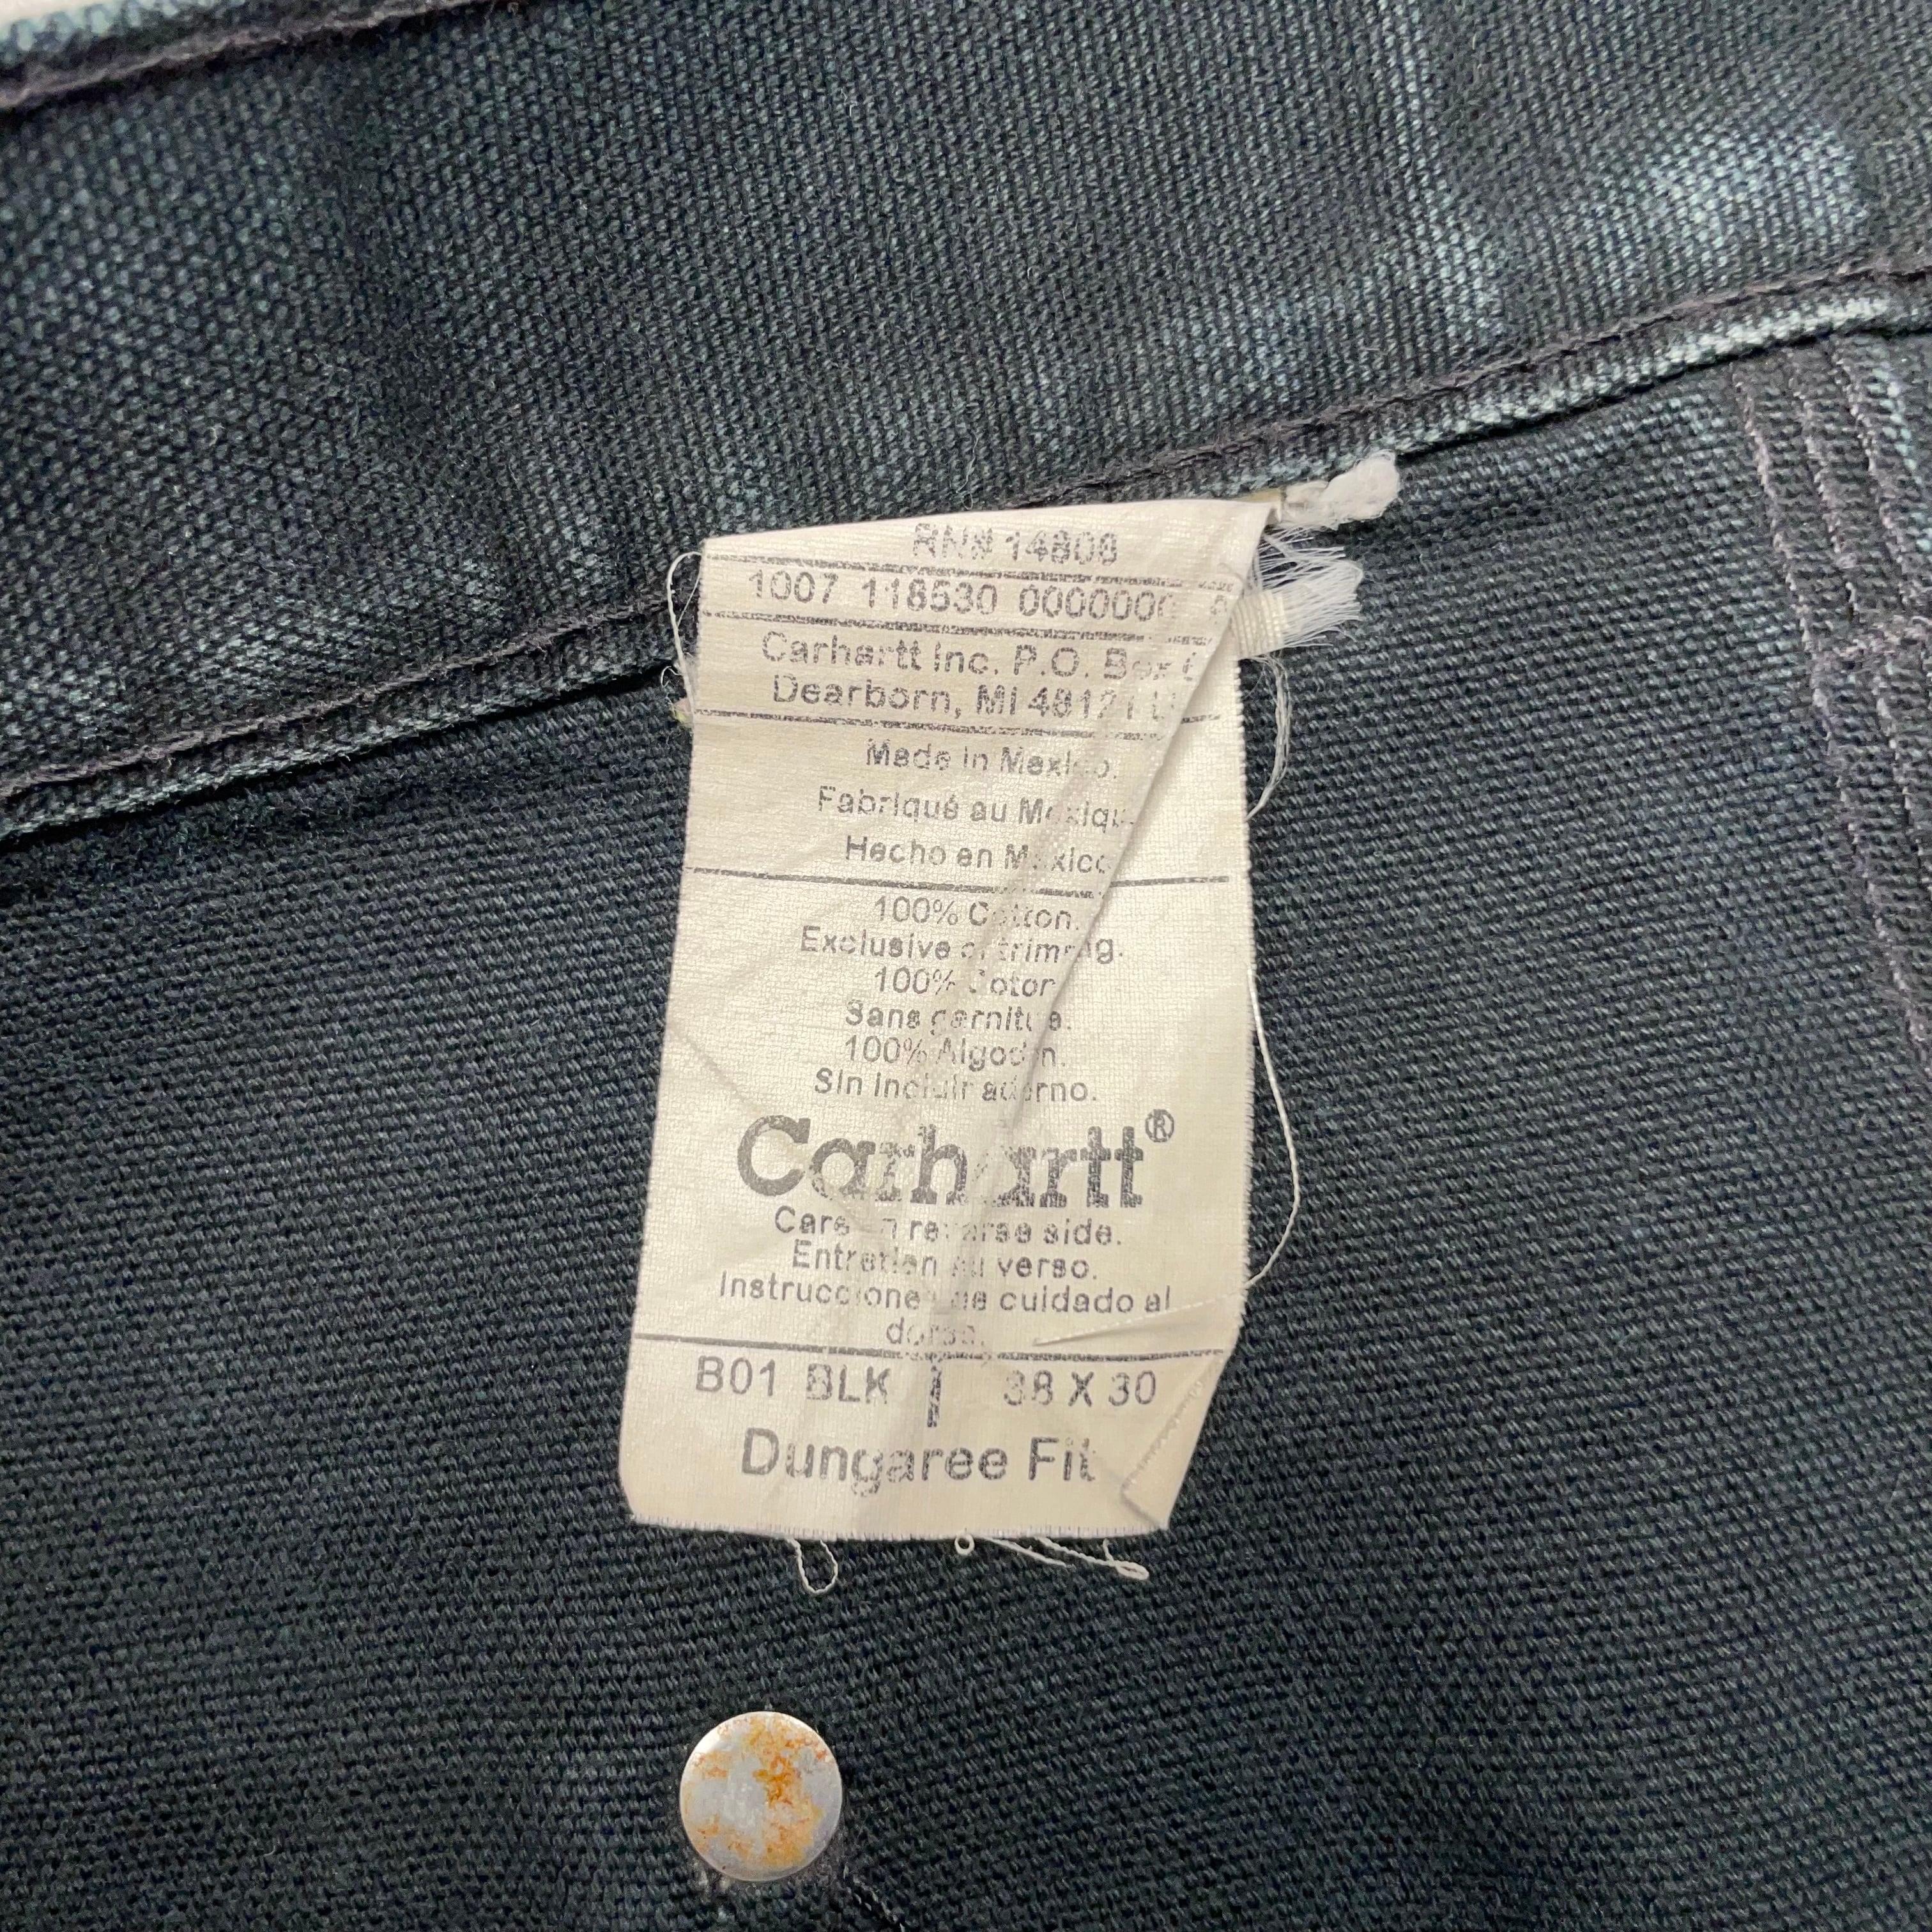 RN# 14806
1007 118530 000000
Carhartt Inc. P.O. Box
Dearborn, MI 48121
Made in Mexico.
Fabriqué au Mexique
Hecho en Mexico
100% Cotton.
Exclusive of trimming.
100% Coton
Sans garniture.
100% Algodón.
Sin incluir adorno.
Carhartt®
Care on reverse side.
Entretien au verso.
Instrucciones de cuidado al
dorso.
B01 BLK 38 X 30
Dungaree Fit